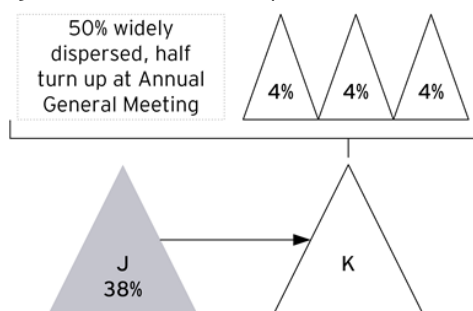 50% widely
dispersed, half
turn up at Annual
General Meeting
4% 4% 4%
J
38%
K